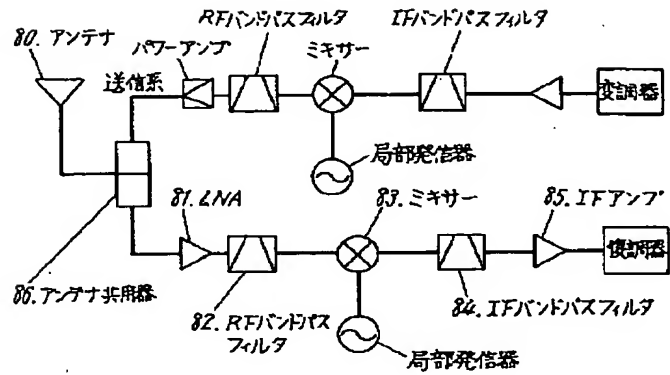 80.アンテナ
パワーアンプ
RFバンドパスフィルタ
ミキサー
IFバンドパスフィルタ
送信系
変調器
局部発信器
81.LNA
83.ミキサー
85.IFアンプ
復調器
86.アンテナ共用器
82.RFバンドパス
フィルタ
84.IFバンドパスフィルタ
局部発信器